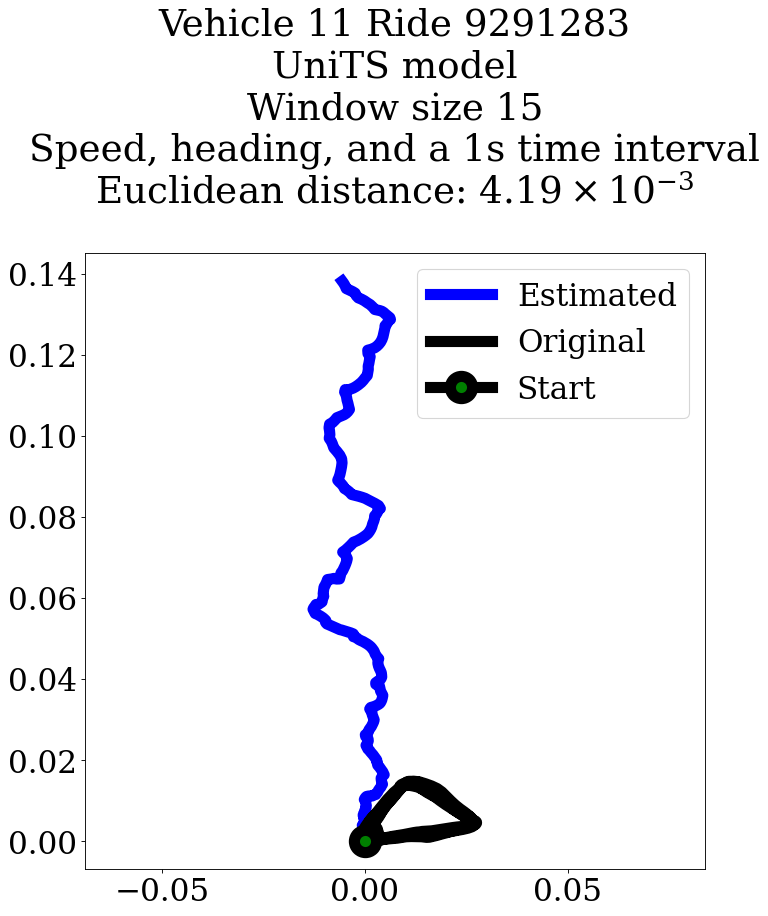 Vehicle 11 Ride 9291283
UniTS model
Window size 15
Speed, heading, and a 1s time interval
Euclidean distance: 4.19 × 10⁻³
Estimated
Original
Start
0.14
0.12
0.10
0.08
0.06
0.04
0.02
0.00
−0.05 0.00 0.05